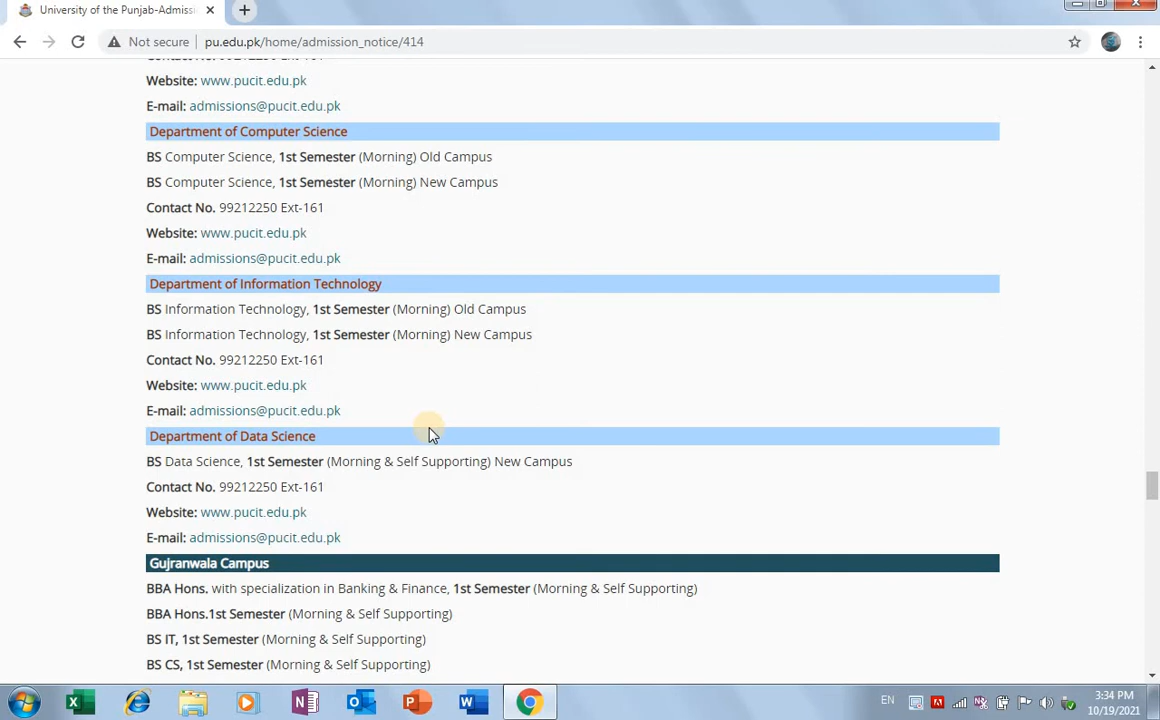 University of the Punjab-Admissi
Not secure
pu.edu.pk/home/admission_notice/414
Contact No. 99212250 Ext-161
Website: www.pucit.edu.pk
E-mail: admissions@pucit.edu.pk
Department of Computer Science
BS Computer Science, 1st Semester (Morning) Old Campus
BS Computer Science, 1st Semester (Morning) New Campus
Contact No. 99212250 Ext-161
Website: www.pucit.edu.pk
E-mail: admissions@pucit.edu.pk
Department of Information Technology
BS Information Technology, 1st Semester (Morning) Old Campus
BS Information Technology, 1st Semester (Morning) New Campus
Contact No. 99212250 Ext-161
Website: www.pucit.edu.pk
E-mail: admissions@pucit.edu.pk
Department of Data Science
BS Data Science, 1st Semester (Morning & Self Supporting) New Campus
Contact No. 99212250 Ext-161
Website: www.pucit.edu.pk
E-mail: admissions@pucit.edu.pk
Gujranwala Campus
BBA Hons. with specialization in Banking & Finance, 1st Semester (Morning & Self Supporting)
BBA Hons.1st Semester (Morning & Self Supporting)
BS IT, 1st Semester (Morning & Self Supporting)
BS CS, 1st Semester (Morning & Self Supporting)
EN
3:34 PM
10/19/2021